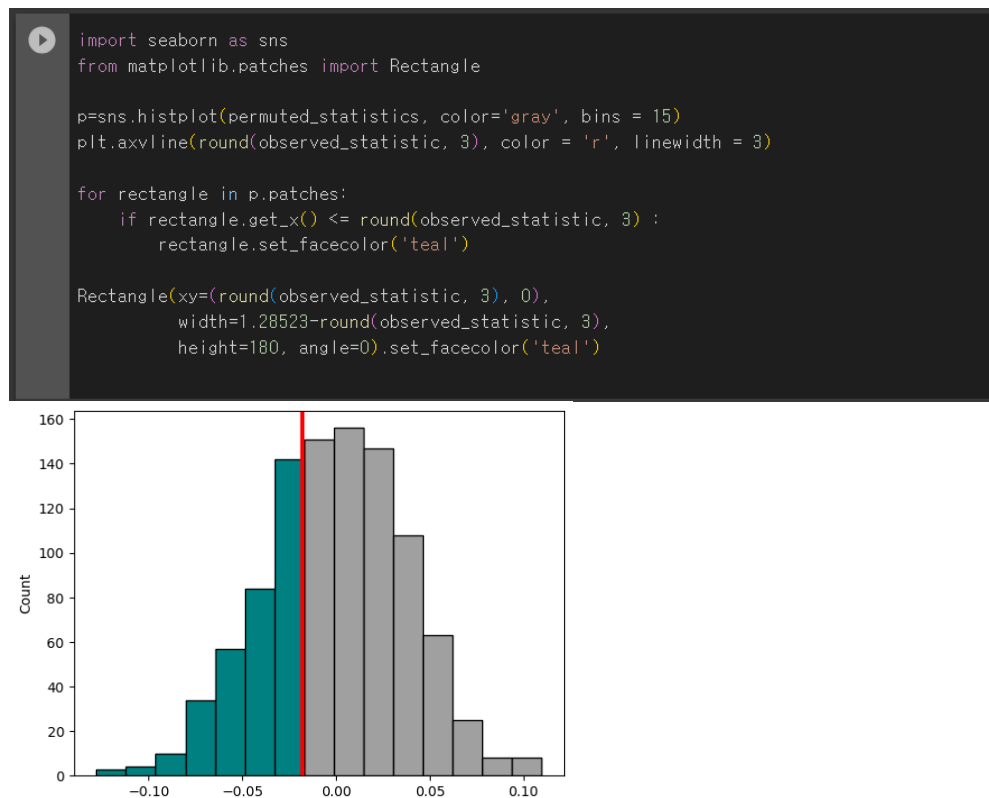 import seaborn as sns
from matplotlib.patches import Rectangle
p=sns.histplot(permuted_statistics, color='gray', bins = 15)
plt.axvline(round(observed_statistic, 3), color = 'r', linewidth = 3)
for rectangle in p.patches:
    if rectangle.get_x() <= round(observed_statistic, 3) :
        rectangle.set_facecolor('teal')
Rectangle(xy=(round(observed_statistic, 3), 0),
          width=1.28523-round(observed_statistic, 3),
          height=180, angle=0).set_facecolor('teal')
160
140
120
100
80
60
40
20
0
Count
−0.10 −0.05 0.00 0.05 0.10